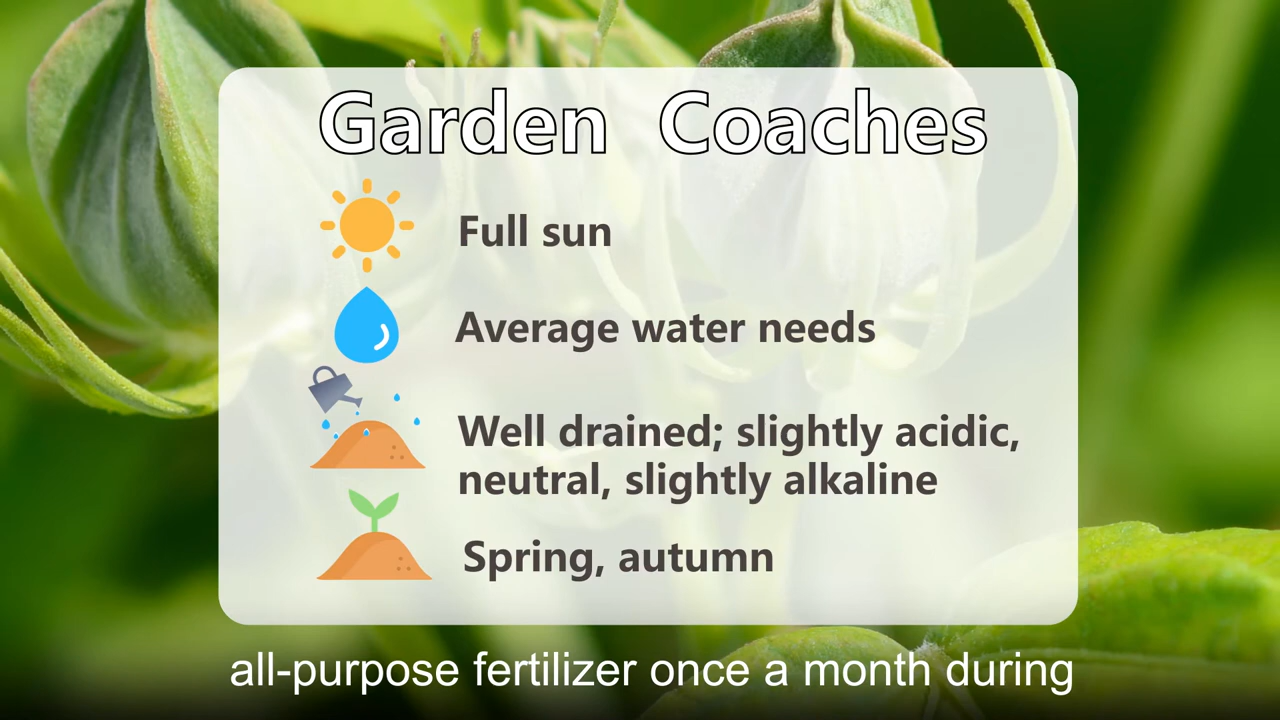 Garden Coaches
Full sun
Average water needs
Well drained; slightly acidic,
neutral, slightly alkaline
Spring, autumn
all-purpose fertilizer once a month during